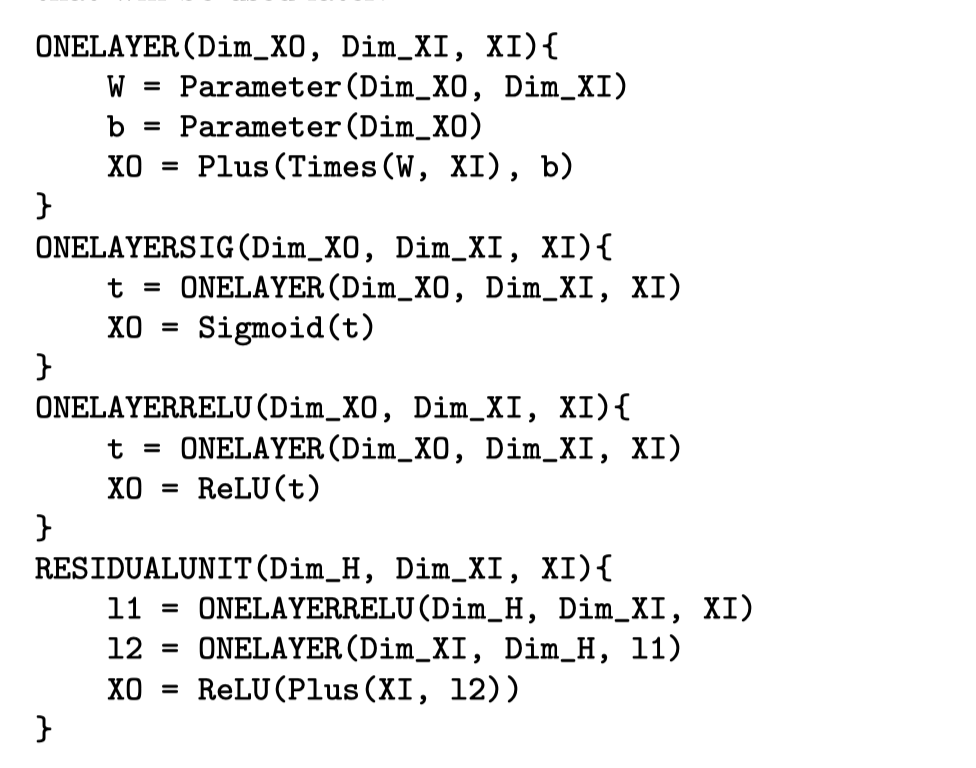 ONELAYER(Dim_XO, Dim_XI, XI){
W = Parameter(Dim_XO, Dim_XI)
b = Parameter(Dim_XO)
XO = Plus(Times(W, XI), b)
}
ONELAYERSIG(Dim_XO, Dim_XI, XI){
t = ONELAYER(Dim_XO, Dim_XI, XI)
XO = Sigmoid(t)
}
ONELAYERRELU(Dim_XO, Dim_XI, XI){
t = ONELAYER(Dim_XO, Dim_XI, XI)
XO = ReLU(t)
}
RESIDUALUNIT(Dim_H, Dim_XI, XI){
l1 = ONELAYERRELU(Dim_H, Dim_XI, XI)
l2 = ONELAYER(Dim_XI, Dim_H, l1)
XO = ReLU(Plus(XI, l2))
}